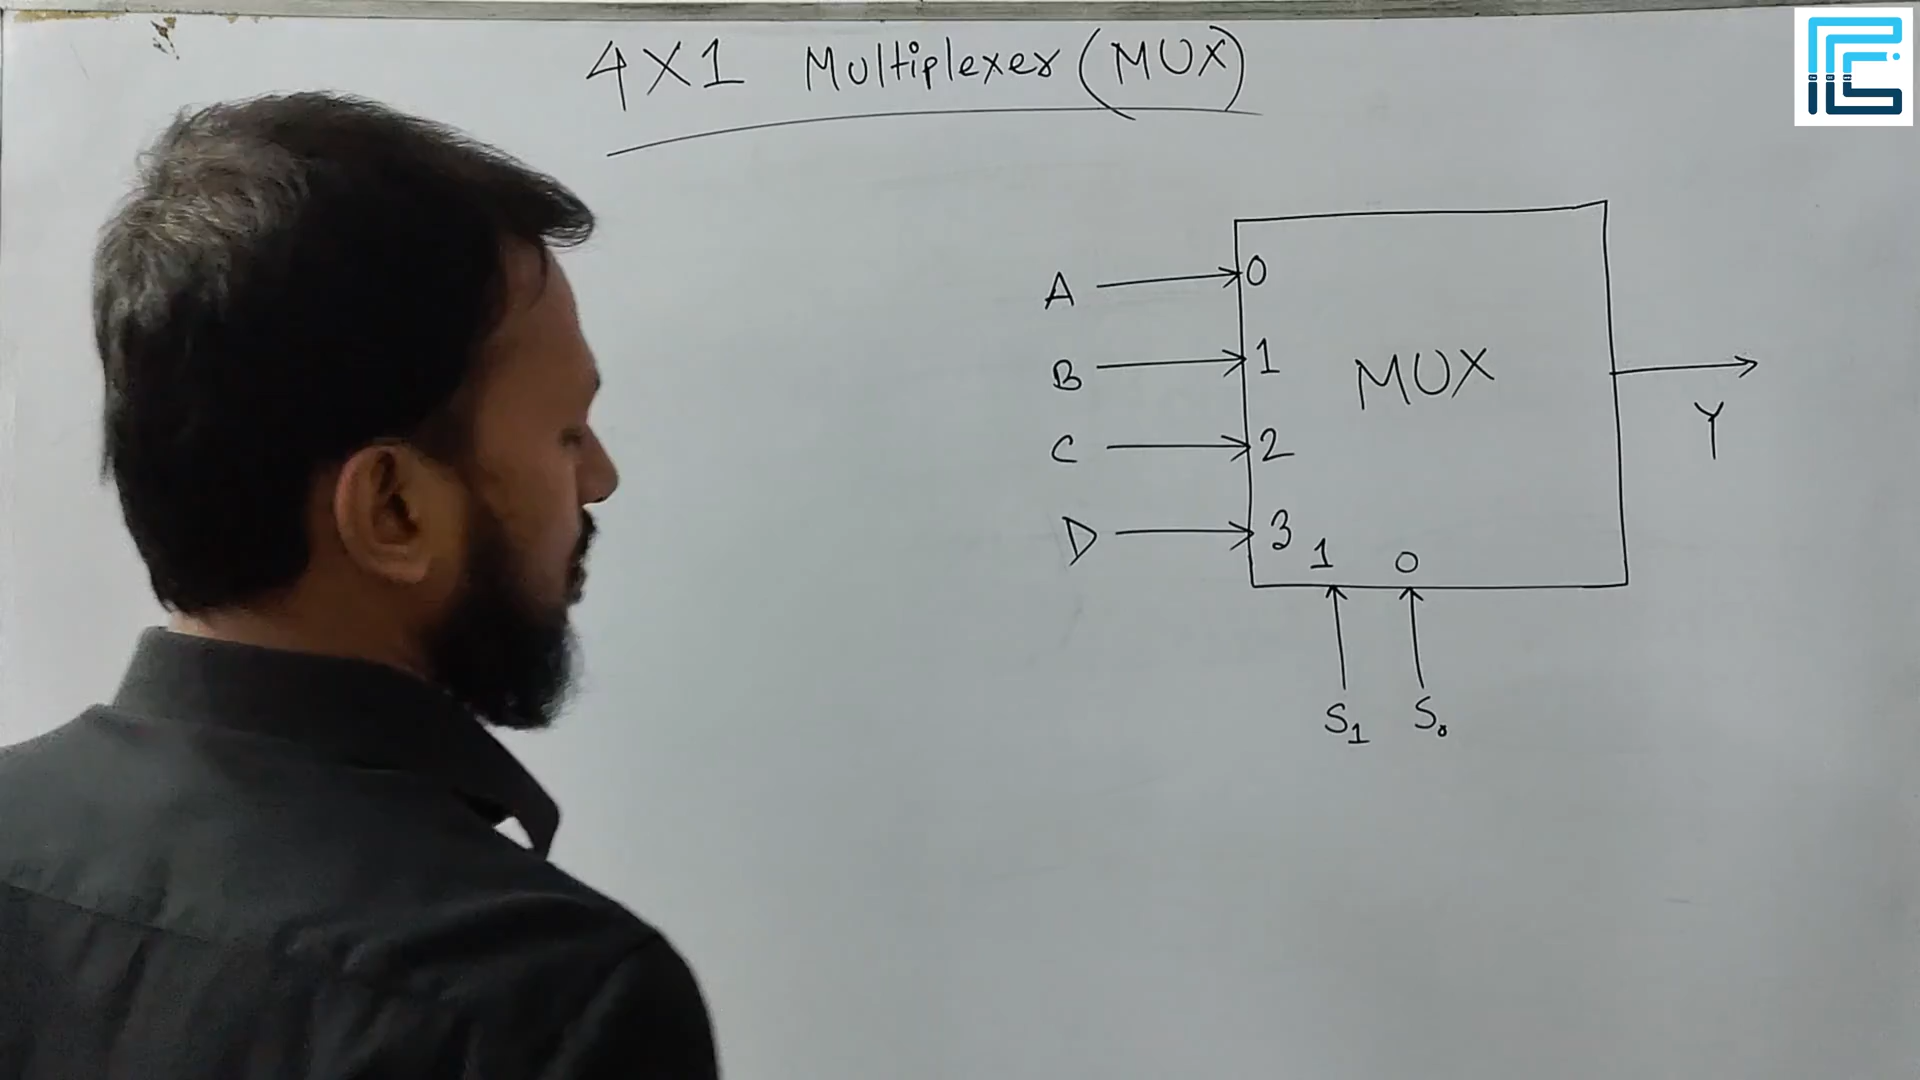 4X1 Multiplexer (MUX)
A 0
B 1
MUX
Y
C 2
D 3
1 0
S1 S0